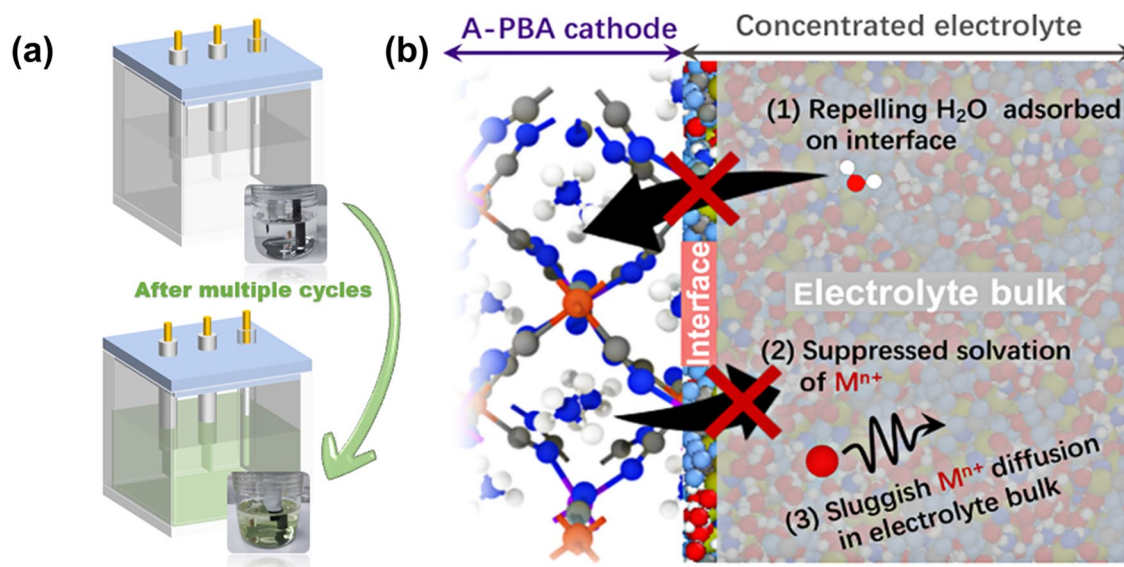 (a)
After multiple cycles
(b)
A-PBA cathode
Concentrated electrolyte
(1) Repelling H₂O adsorbed
on interface
Interface
Electrolyte bulk
(2) Suppressed solvation
of Mⁿ⁺
(3) Sluggish Mⁿ⁺ diffusion
in electrolyte bulk